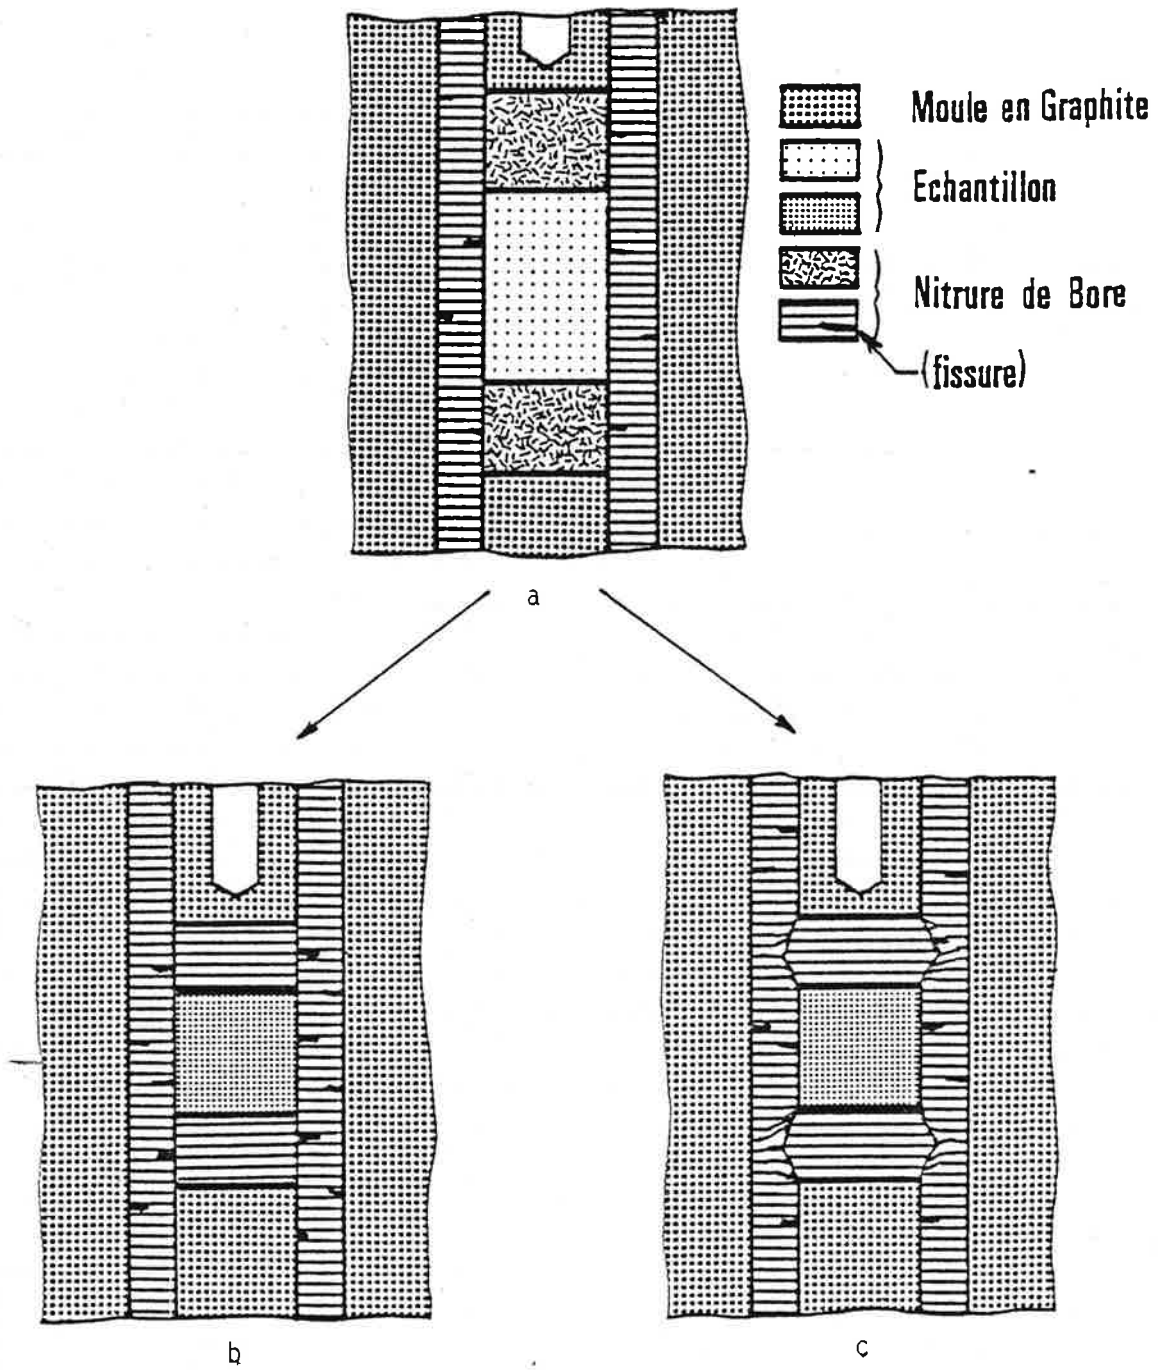 Moule en Graphite
Echantillon
Nitrure de Bore
(fissure)
a
b
c